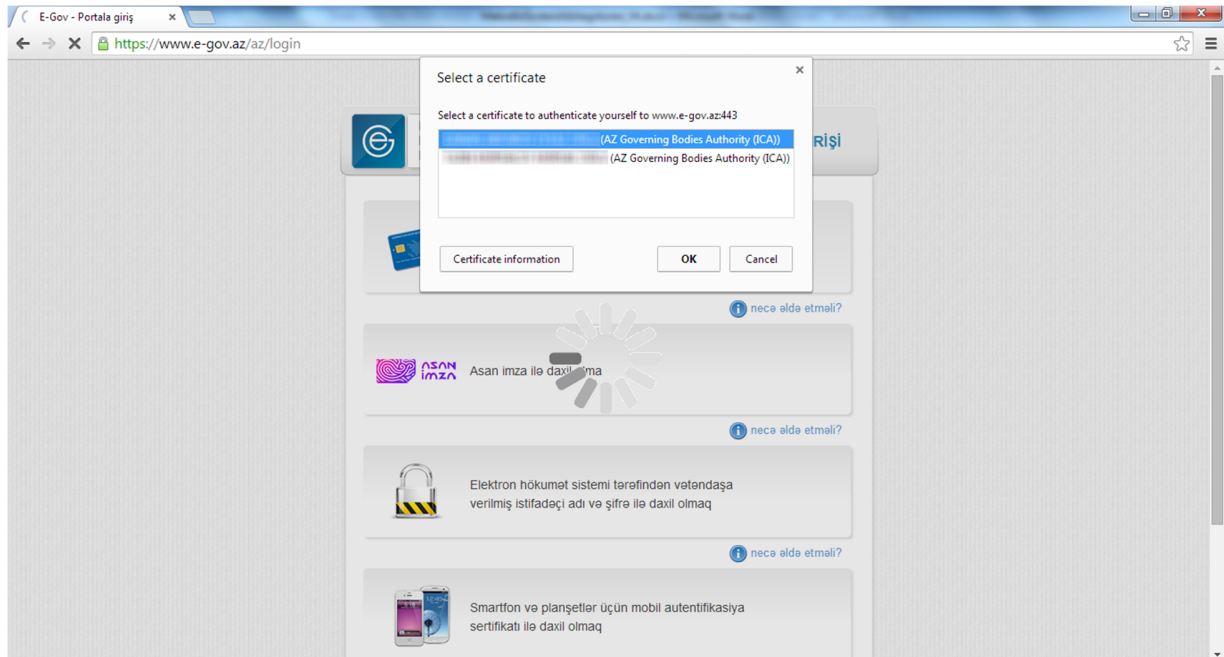 E-Gov - Portala giriş
https://www.e-gov.az/az/login
Select a certificate
Select a certificate to authenticate yourself to www.e-gov.az:443
(AZ Governing Bodies Authority (ICA))
(AZ Governing Bodies Authority (ICA))
Certificate information
OK
Cancel
RİŞİ
necə əldə etməli?
ASAN
İMZA
Asan imza ilə daxil
necə əldə etməli?
Elektron hökumət sistemi tərəfindən vətəndaşa
verilmiş istifadəçi adı və şifrə ilə daxil olmaq
necə əldə etməli?
Smartfon və planşetlər üçün mobil autentifikasiya
sertifikatı ilə daxil olmaq